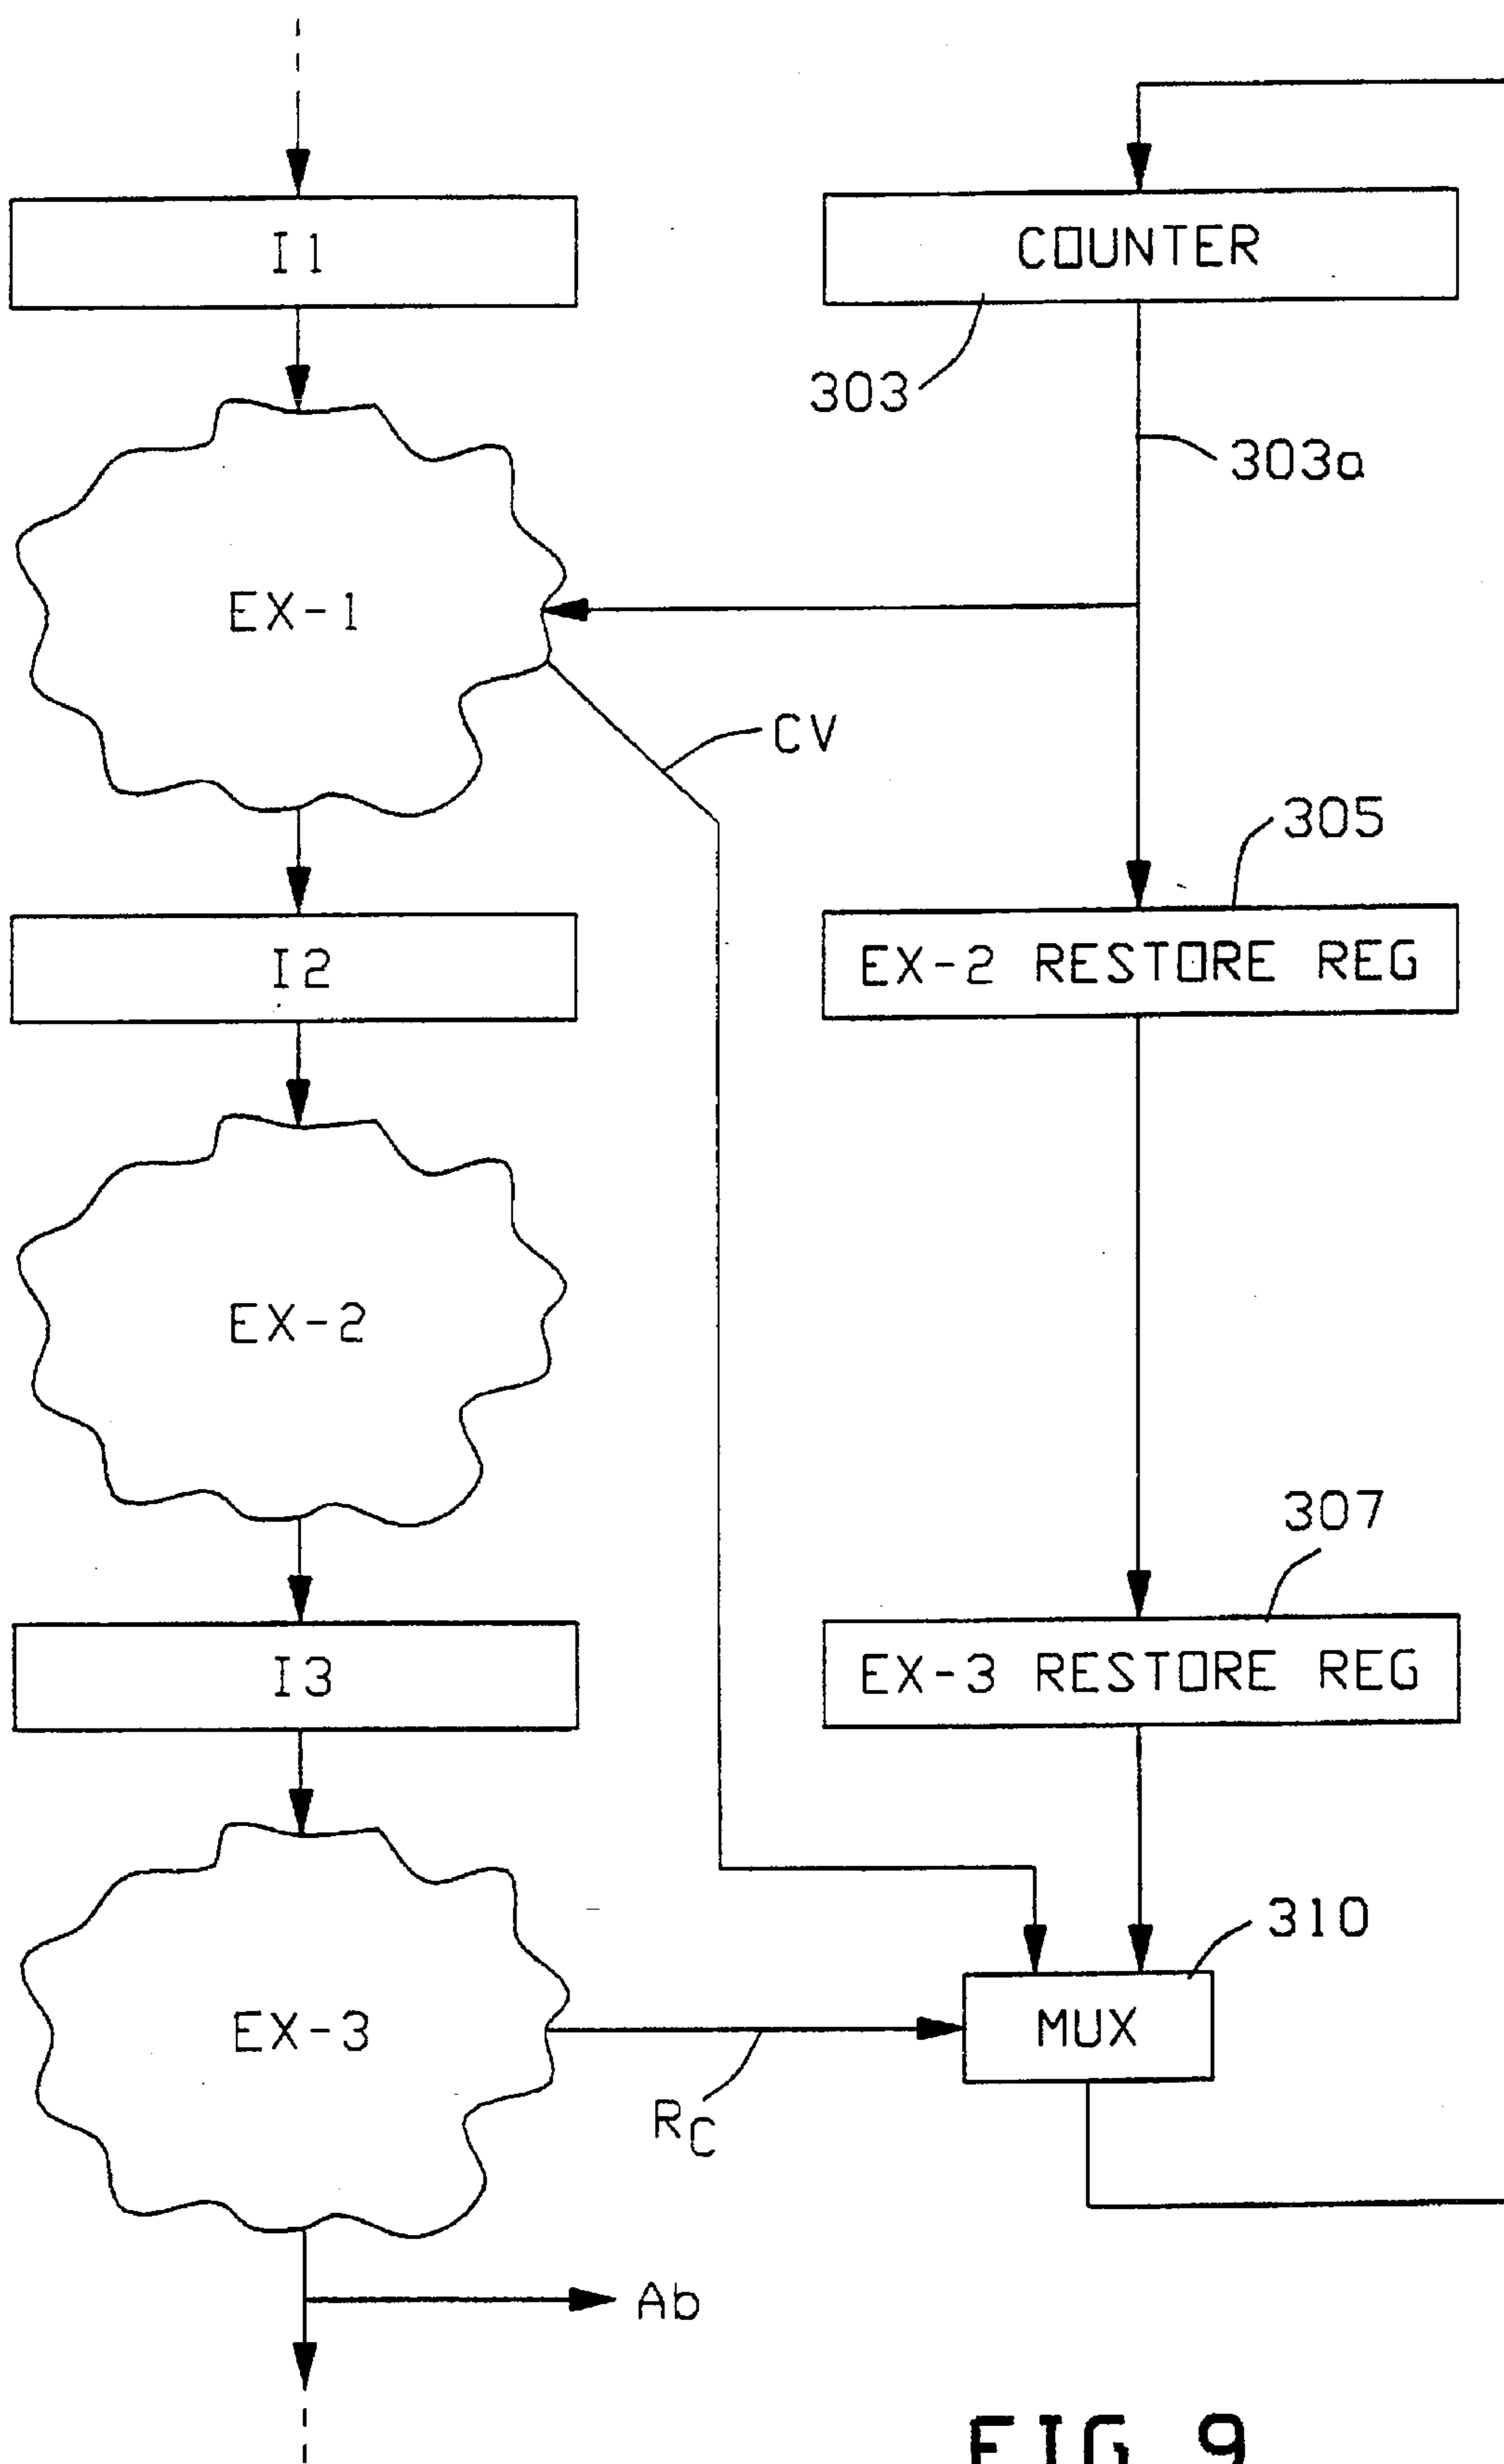 I1
COUNTER
303
303a
EX-1
CV
305
I2
EX-2 RESTORE REG
EX-2
307
I3
EX-3 RESTORE REG
310
EX-3
MUX
RC
Ab
FIG 9